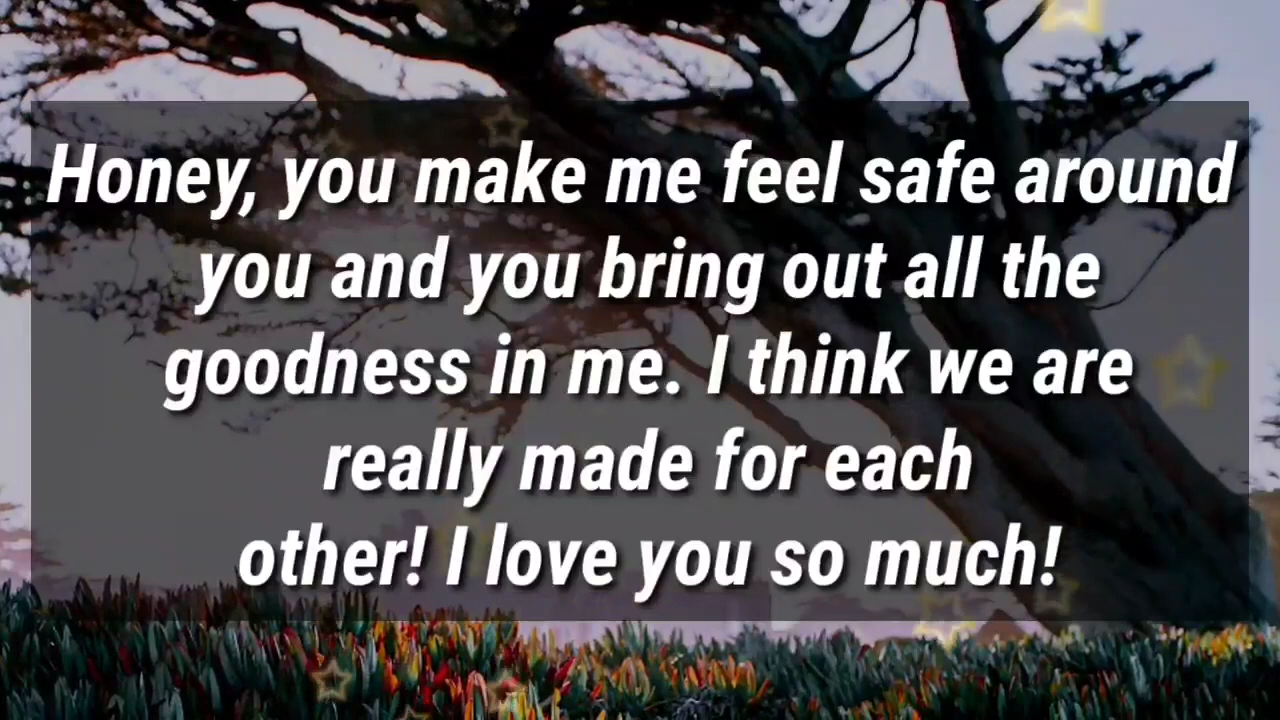 Honey, you make me feel safe around
you and you bring out all the
goodness in me. I think we are
really made for each
other! I love you so much!